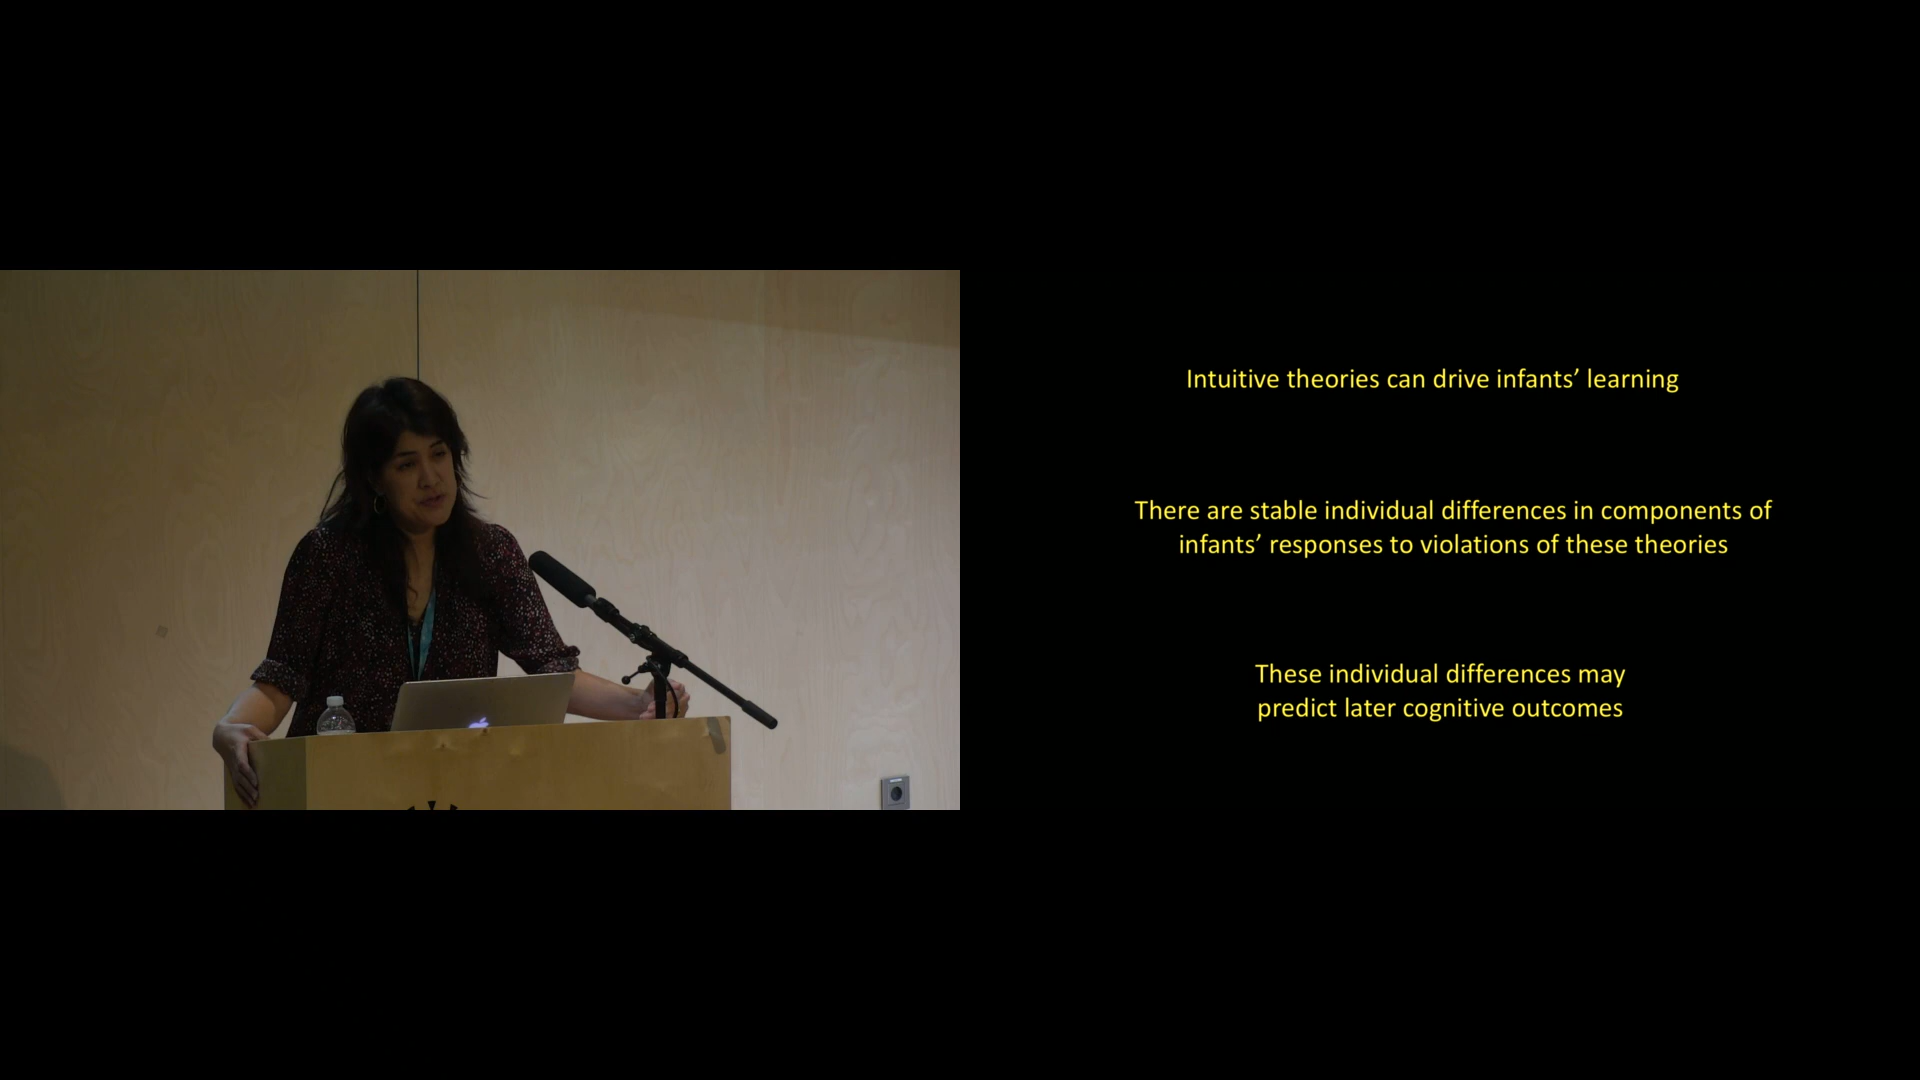 Intuitive theories can drive infants’ learning
There are stable individual differences in components of
infants’ responses to violations of these theories
These individual differences may
predict later cognitive outcomes